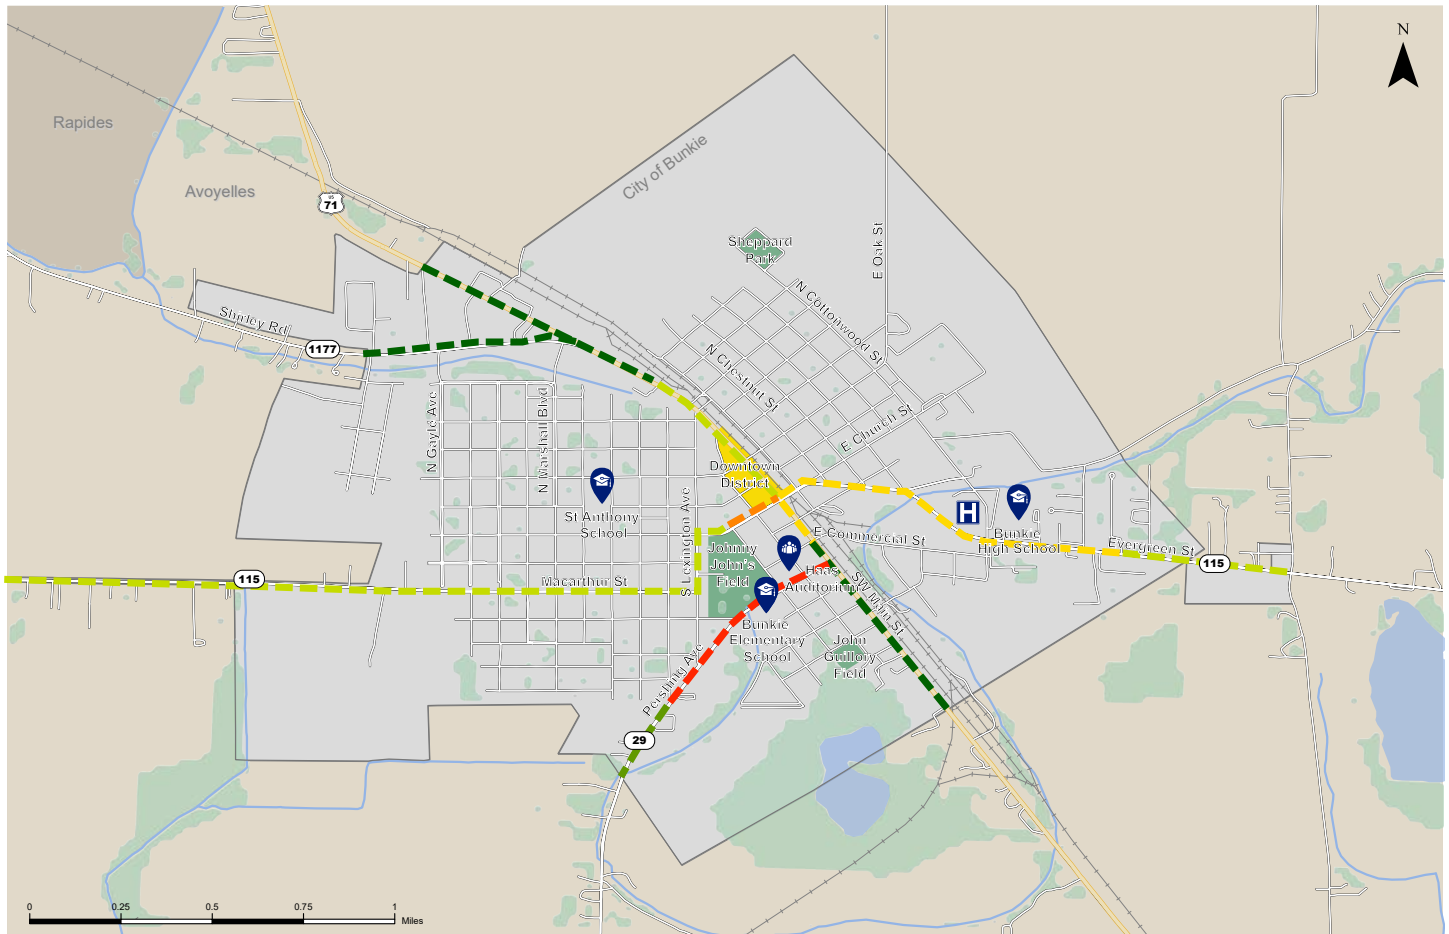 N
Rapides
City of Bunkie
Avoyelles
US
71
Sheppard
Park
E Oak St
N Cottonwood St
Shirley Rd
1177
N Chestnut St
N Gayle Ave
N Marshall Blvd
E Church St
Downtown
District
St Anthony
School
S Lexington Ave
H
Bunkie
High School
E Commercial St
Evergreen St
115
Johnny
John's
Field
Haas
Auditorium
115
Macarthur St
SW Main St
Bunkie
Elementary
School
John
Guillory
Field
Pershing Ave
29
0
0.25
0.5
0.75
1
Miles